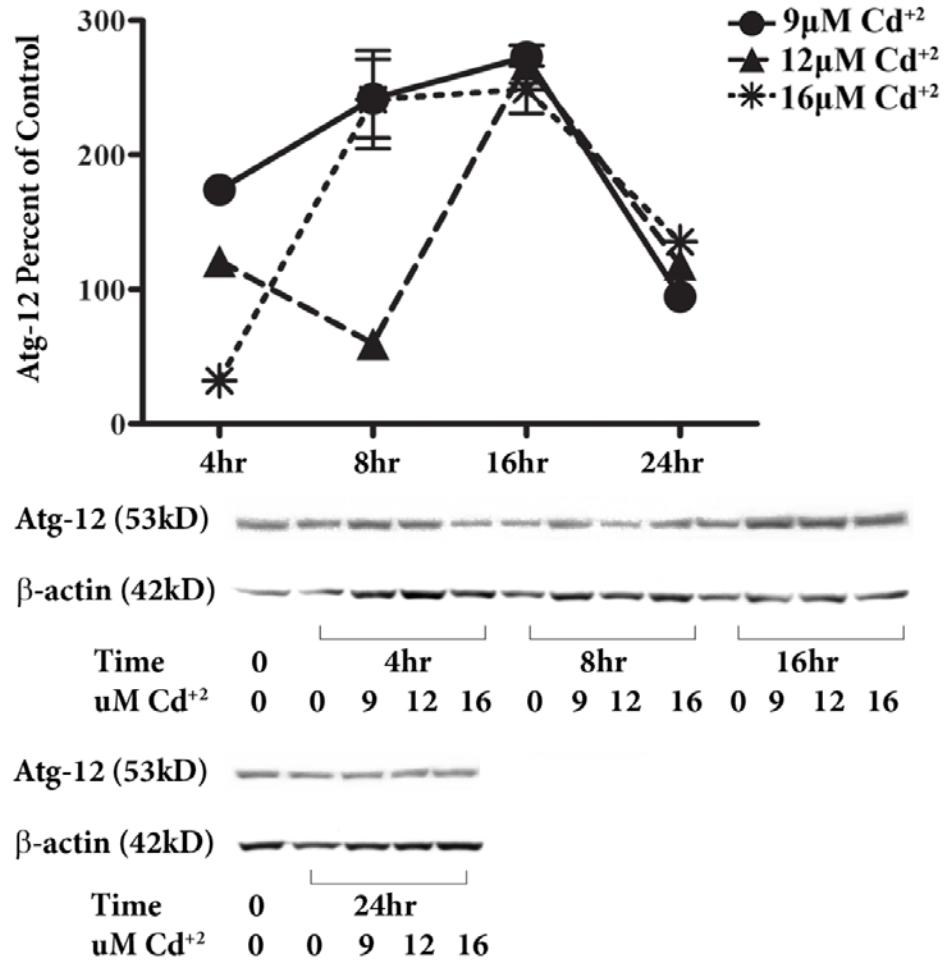 Atg-12 Percent of Control
300
200
100
0
4hr 8hr 16hr 24hr
9µM Cd⁺²
12µM Cd⁺²
16µM Cd⁺²
Atg-12 (53kD)
β-actin (42kD)
Time 0 4hr 8hr 16hr
uM Cd⁺² 0 0 9 12 16 0 9 12 16 0 9 12 16
Atg-12 (53kD)
β-actin (42kD)
Time 0 24hr
uM Cd⁺² 0 0 9 12 16